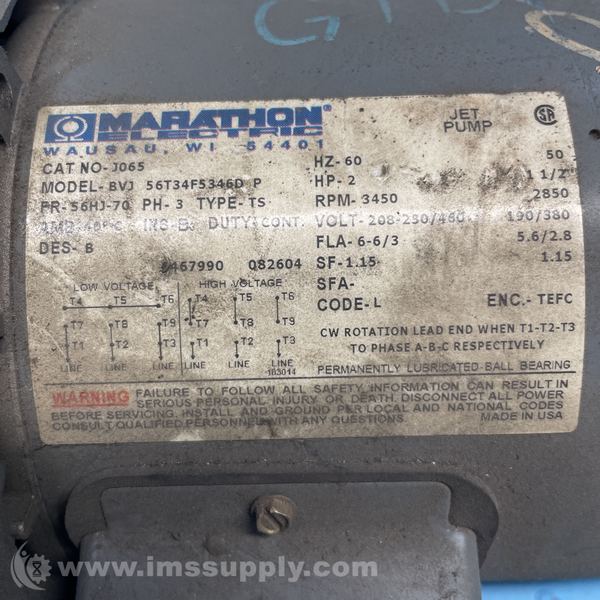 MARATHON®
ELECTRIC
WAUSAU, WI 54401
JET
PUMP
SA
CAT NO- J065
MODEL- BVJ 56T34F5346D P
FR- 56HJ-70 PH- 3 TYPE- TS
AMB-40°C INS-B DUTY CONT.
DES- B
0467990 082604
HZ- 60 50
HP- 2 1 1/2
RPM- 3450 2850
VOLT- 208-230/460 190/380
FLA- 6-6/3 5.6/2.8
SF- 1.15 1.15
SFA-
CODE- L ENC.- TEFC
CW ROTATION LEAD END WHEN T1-T2-T3
TO PHASE A-B-C RESPECTIVELY
PERMANENTLY LUBRICATED BALL BEARING
LOW VOLTAGE HIGH VOLTAGE
T4 T5 T6 T4 T5 T6
T7 T8 T9 T7 T8 T9
T1 T2 T3 T1 T2 T3
LINE LINE LINE LINE
163014
WARNING FAILURE TO FOLLOW ALL SAFETY INFORMATION CAN RESULT IN
SERIOUS PERSONAL INJURY OR DEATH. DISCONNECT ALL POWER
BEFORE SERVICING. INSTALL AND GROUND PER LOCAL AND NATIONAL CODES
CONSULT QUALIFIED PERSONNEL WITH ANY QUESTIONS. MADE IN USA
www.imssupply.com